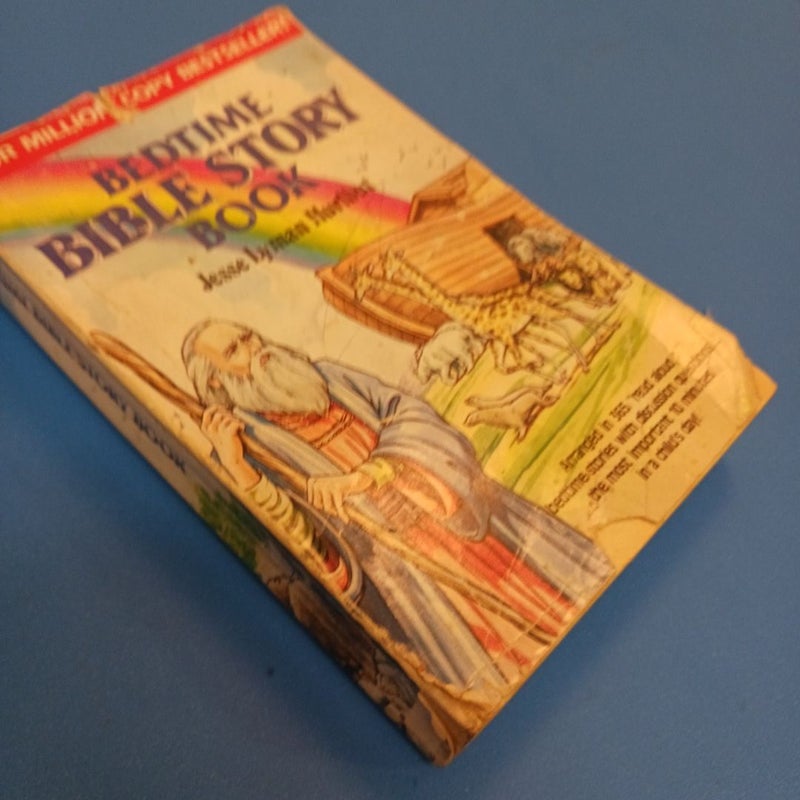 OR MILLION COPY BESTSELLER!
BEDTIME
BIBLE STORY
BOOK
Jesse Lyman Hurlbut
Arranged in 365 "read aloud"
bedtime stories with discussion questions
...the most important 10 minutes
in a child's day!
BIBLE STORY BOOK